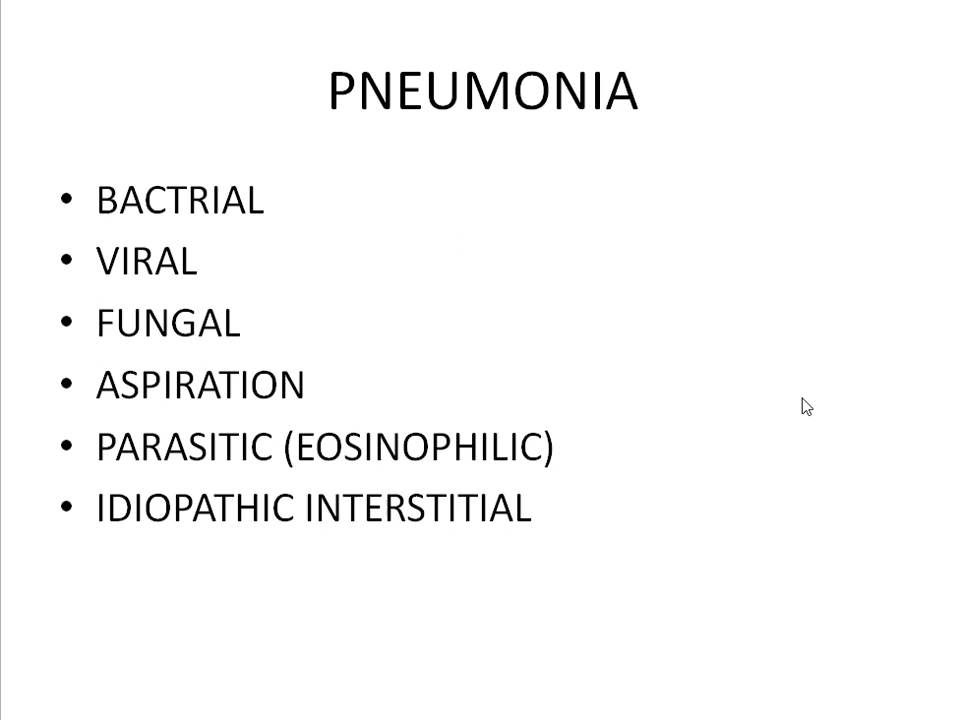 PNEUMONIA
• BACTRIAL
• VIRAL
• FUNGAL
• ASPIRATION
• PARASITIC (EOSINOPHILIC)
• IDIOPATHIC INTERSTITIAL